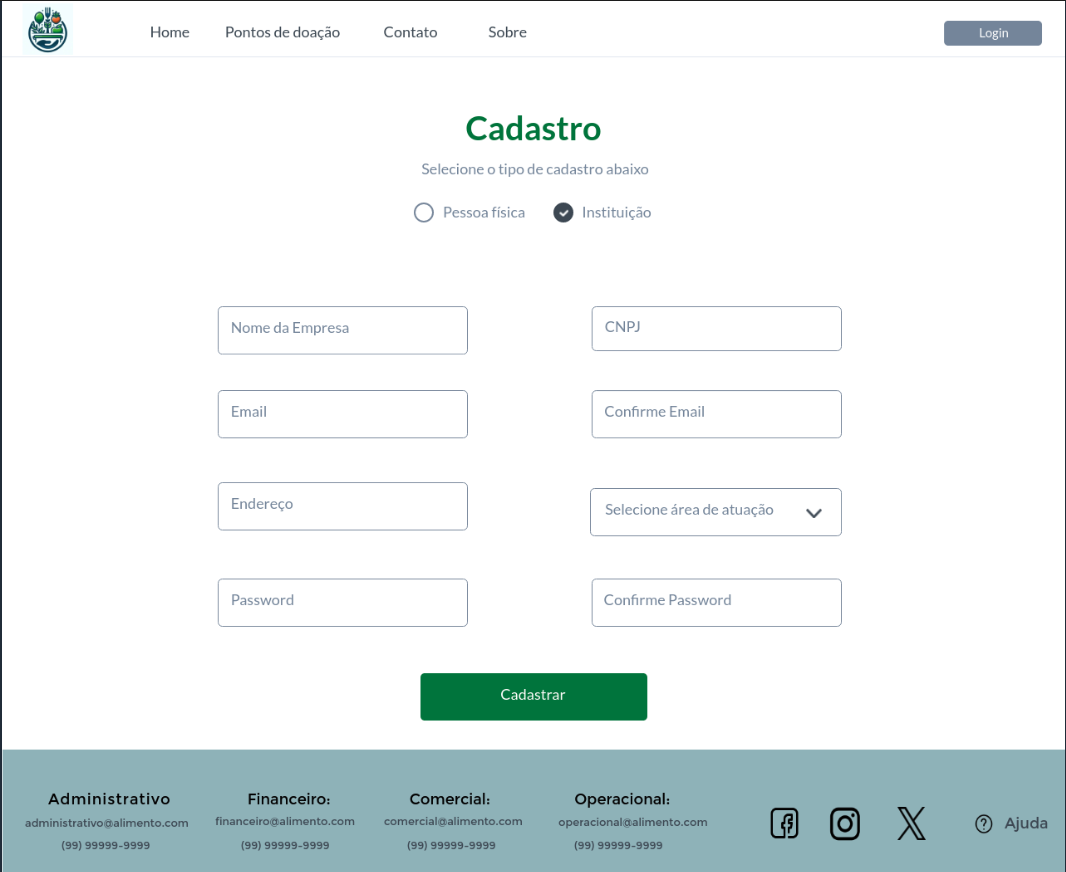 Home Pontos de doação Contato Sobre Login
Cadastro
Selecione o tipo de cadastro abaixo
Pessoa física Instituição
Nome da Empresa CNPJ
Email Confirme Email
Endereço Selecione área de atuação
Password Confirme Password
Cadastrar
Administrativo Financeiro: Comercial: Operacional:
administrativo@alimento.com financeiro@alimento.com comercial@alimento.com operacional@alimento.com
(99) 99999-9999 (99) 99999-9999 (99) 99999-9999 (99) 99999-9999
Ajuda